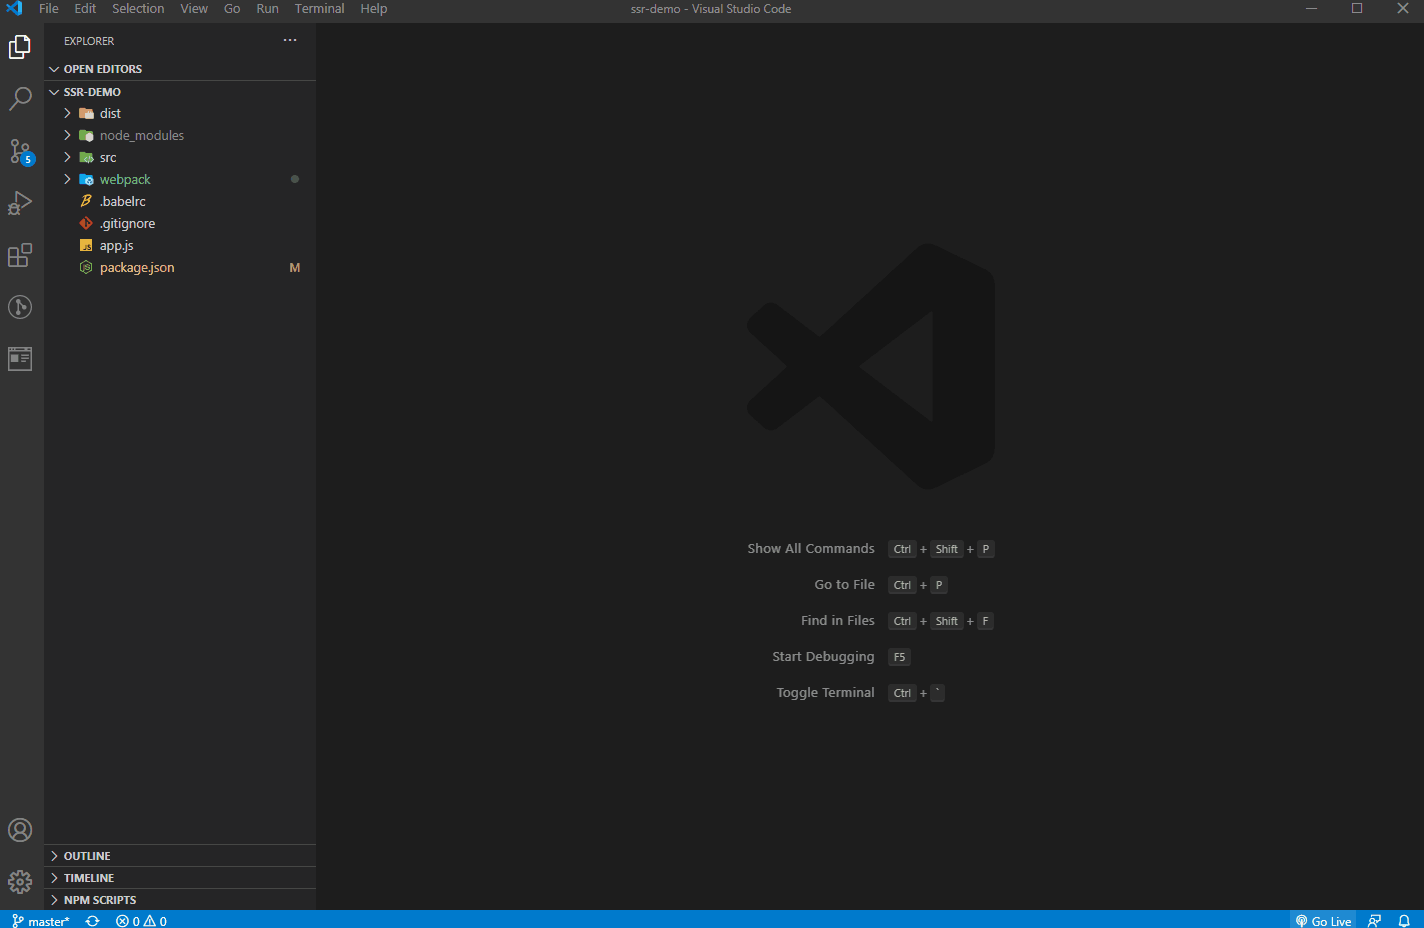 File Edit Selection View Go Run Terminal Help
ssr-demo - Visual Studio Code
EXPLORER
OPEN EDITORS
SSR-DEMO
dist
node_modules
src
webpack
.babelrc
.gitignore
JS app.js
package.json M
5
Show All Commands Ctrl + Shift + P
Go to File Ctrl + P
Find in Files Ctrl + Shift + F
Start Debugging F5
Toggle Terminal Ctrl + `
OUTLINE
TIMELINE
NPM SCRIPTS
master* 0 0 Go Live